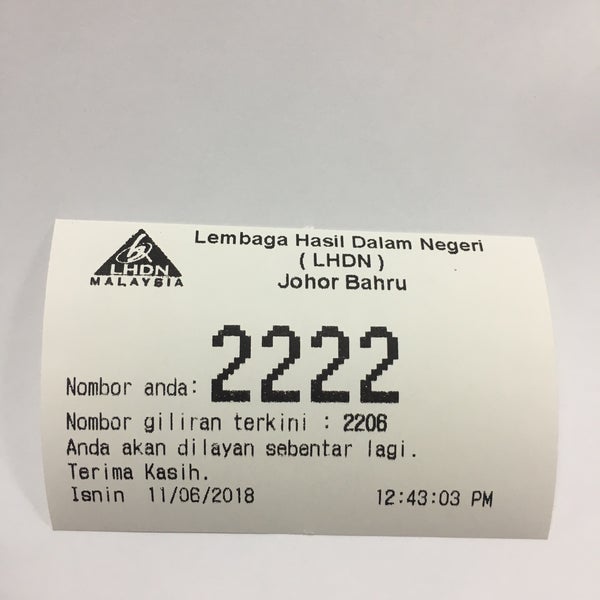 LHDN
MALAYSIA
Lembaga Hasil Dalam Negeri
( LHDN )
Johor Bahru
Nombor anda: 2222
Nombor giliran terkini : 2206
Anda akan dilayan sebentar lagi.
Terima Kasih.
Isnin 11/06/2018 12:43:03 PM